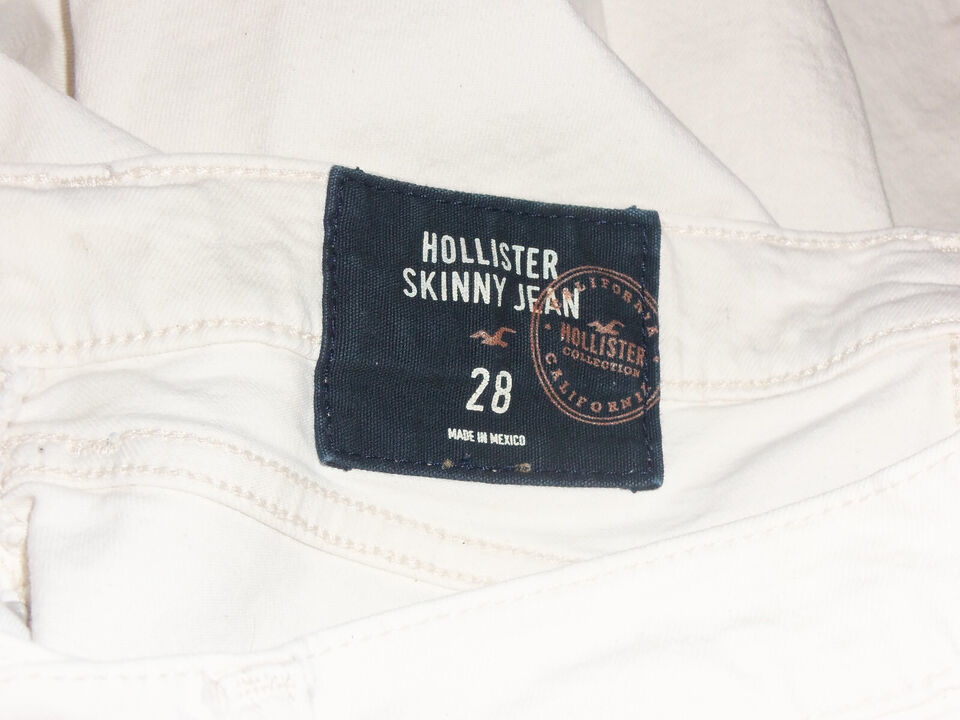 HOLLISTER
SKINNY JEAN
28
MADE IN MEXICO
CALIFORNIA
HOLLISTER
COLLECTION
CALIFORNIA